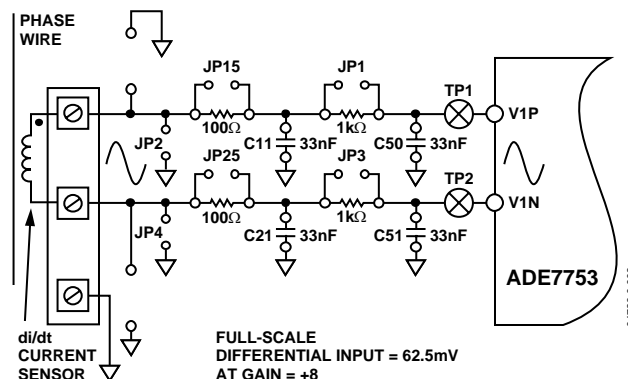 PHASE
WIRE
JP15
JP1
TP1
V1P
100Ω
1kΩ
JP2
C11
33nF
C50
33nF
JP25
JP3
TP2
V1N
100Ω
1kΩ
JP4
C21
33nF
C51
33nF
ADE7753
di/dt
CURRENT
SENSOR
FULL-SCALE
DIFFERENTIAL INPUT = 62.5mV
AT GAIN = +8